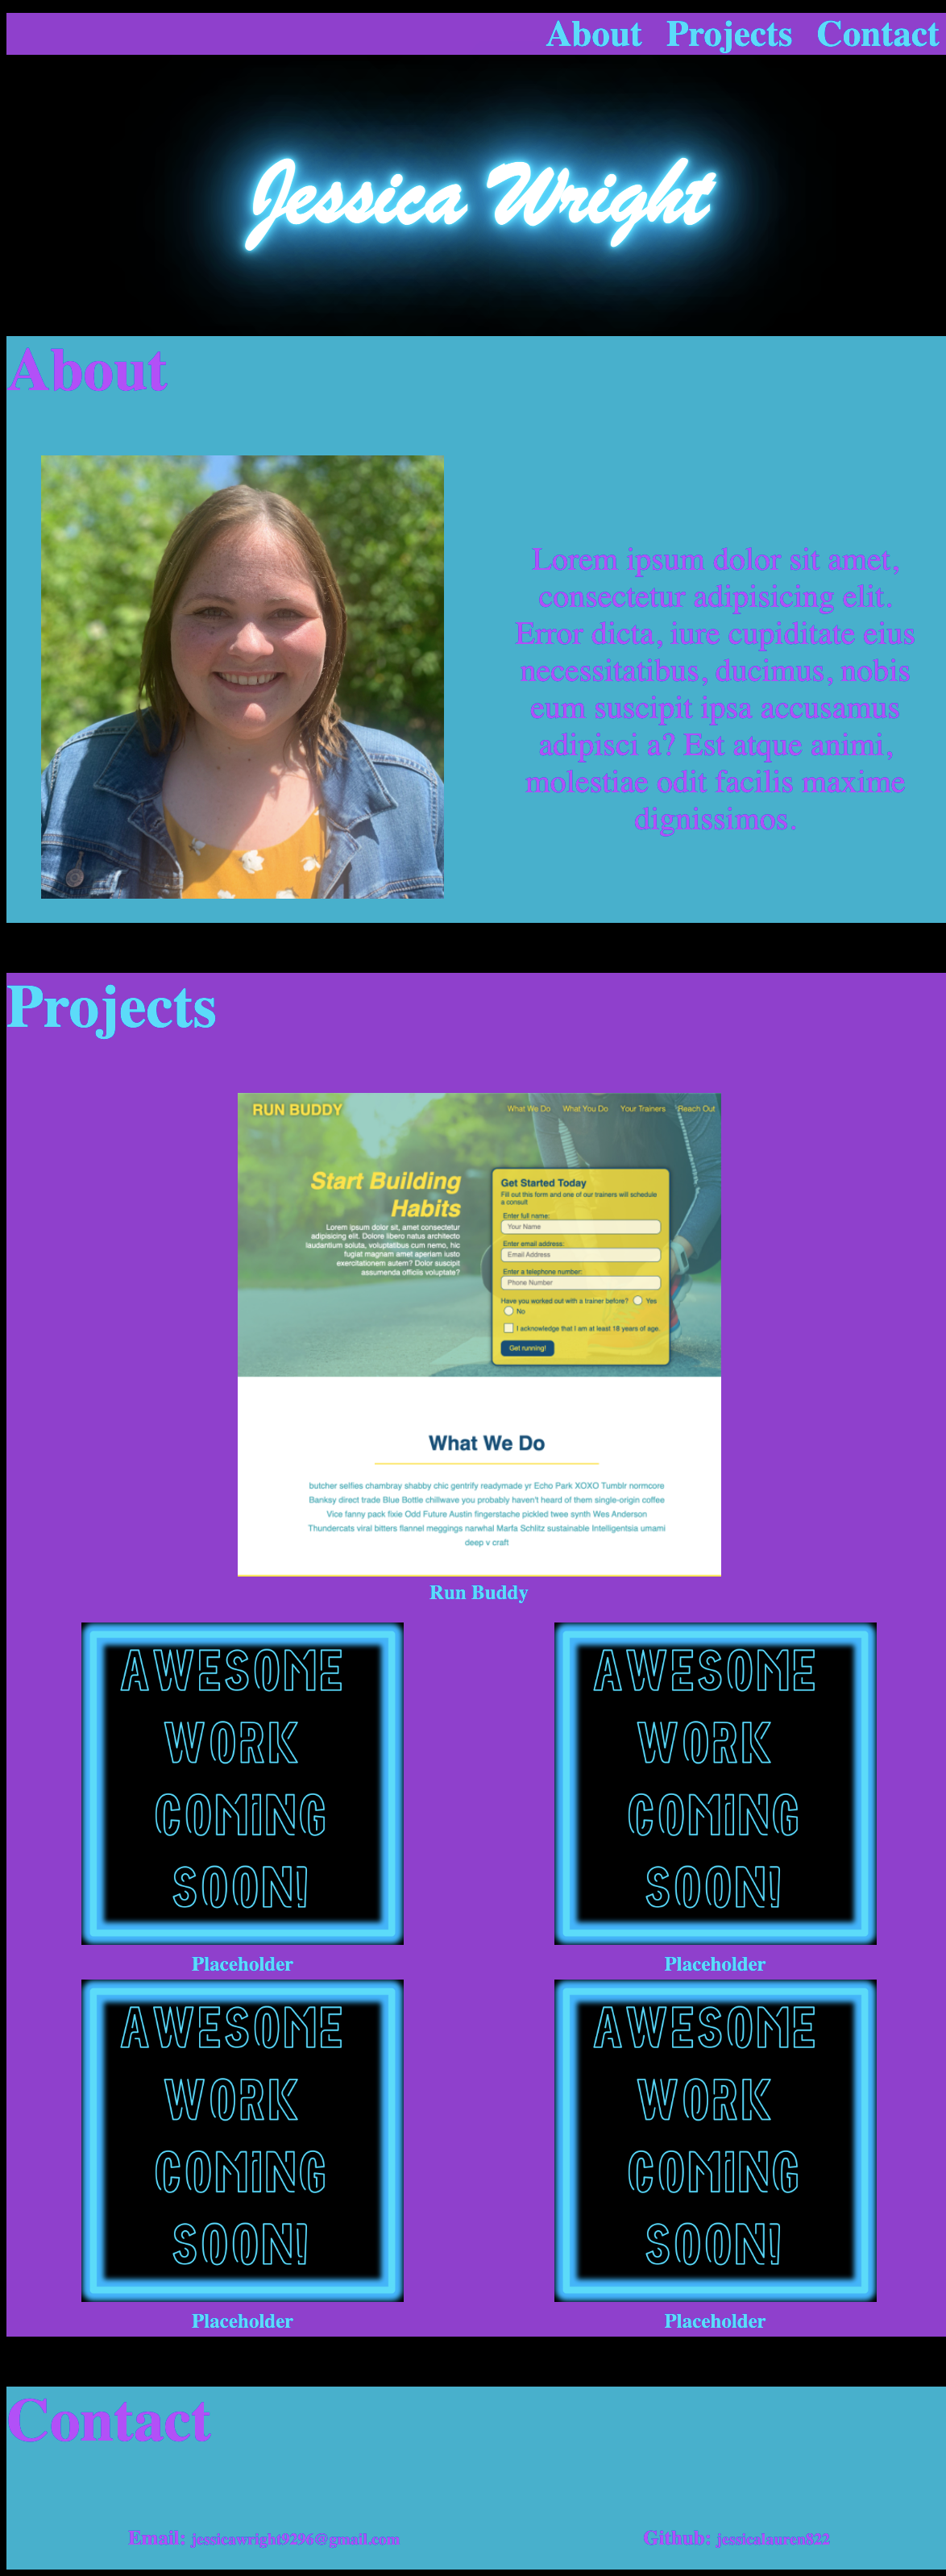 About Projects Contact
Jessica Wright
About
Lorem ipsum dolor sit amet,
consectetur adipisicing elit.
Error dicta, iure cupiditate eius
necessitatibus, ducimus, nobis
eum suscipit ipsa accusamus
adipisci a? Est atque animi,
molestiae odit facilis maxime
dignissimos.
Projects
RUN BUDDY
What We Do What You Do Your Trainers Reach Out
Start Building
Habits
Lorem ipsum dolor sit, amet consectetur
adipisicing elit. Dolore libero natus architecto
laudantium soluta, voluptatibus cum nemo, hic
fugiat magnam amet aperiam iusto
exercitationem autem? Dolor suscipit
assumenda officiis voluptate?
Get Started Today
Fill out this form and one of our trainers will schedule
a consult
Enter full name:
Your Name
Enter email address:
Email Address
Enter a telephone number:
Phone Number
Have you worked out with a trainer before? Yes
No
I acknowledge that I am at least 18 years of age.
Get running!
What We Do
butcher selfies chambray shabby chic gentrify readymade yr Echo Park XOXO Tumblr normcore
Banksy direct trade Blue Bottle chillwave you probably haven't heard of them single-origin coffee
Vice fanny pack fixie Odd Future Austin fingerstache pickled twee synth Wes Anderson
Thundercats viral bitters flannel meggings narwhal Marfa Schlitz sustainable Intelligentsia umami
deep v craft
Run Buddy
AWESOME
WORK
COMING
SOON!
Placeholder
AWESOME
WORK
COMING
SOON!
Placeholder
AWESOME
WORK
COMING
SOON!
Placeholder
AWESOME
WORK
COMING
SOON!
Placeholder
Contact
Email: jessicawright9296@gmail.com
Github: jessicalauren822